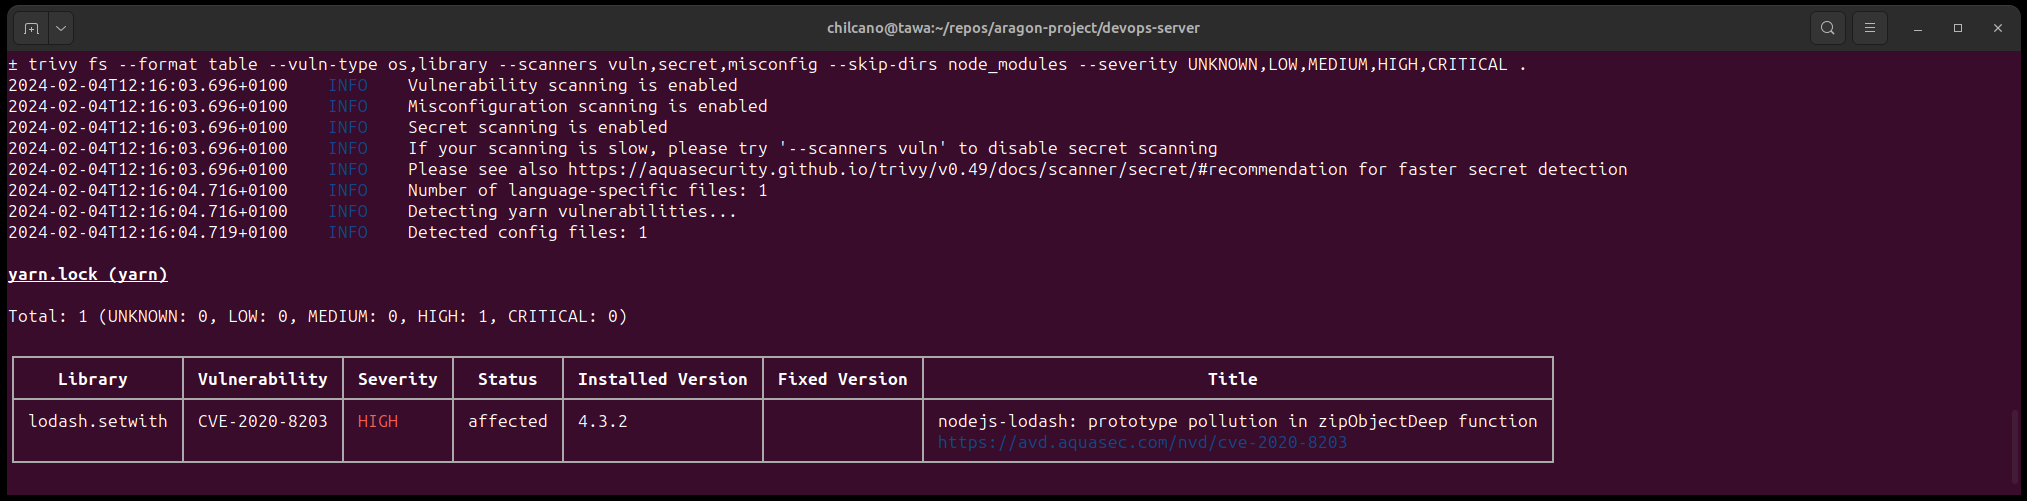 chilcano@tawa:~/repos/aragon-project/devops-server
± trivy fs --format table --vuln-type os,library --scanners vuln,secret,misconfig --skip-dirs node_modules --severity UNKNOWN,LOW,MEDIUM,HIGH,CRITICAL .
2024-02-04T12:16:03.696+0100 INFO Vulnerability scanning is enabled
2024-02-04T12:16:03.696+0100 INFO Misconfiguration scanning is enabled
2024-02-04T12:16:03.696+0100 INFO Secret scanning is enabled
2024-02-04T12:16:03.696+0100 INFO If your scanning is slow, please try '--scanners vuln' to disable secret scanning
2024-02-04T12:16:03.696+0100 INFO Please see also https://aquasecurity.github.io/trivy/v0.49/docs/scanner/secret/#recommendation for faster secret detection
2024-02-04T12:16:04.716+0100 INFO Number of language-specific files: 1
2024-02-04T12:16:04.716+0100 INFO Detecting yarn vulnerabilities...
2024-02-04T12:16:04.719+0100 INFO Detected config files: 1
yarn.lock (yarn)
Total: 1 (UNKNOWN: 0, LOW: 0, MEDIUM: 0, HIGH: 1, CRITICAL: 0)
Library Vulnerability Severity Status Installed Version Fixed Version Title
lodash.setwith CVE-2020-8203 HIGH affected 4.3.2 nodejs-lodash: prototype pollution in zipObjectDeep function
https://avd.aquasec.com/nvd/cve-2020-8203